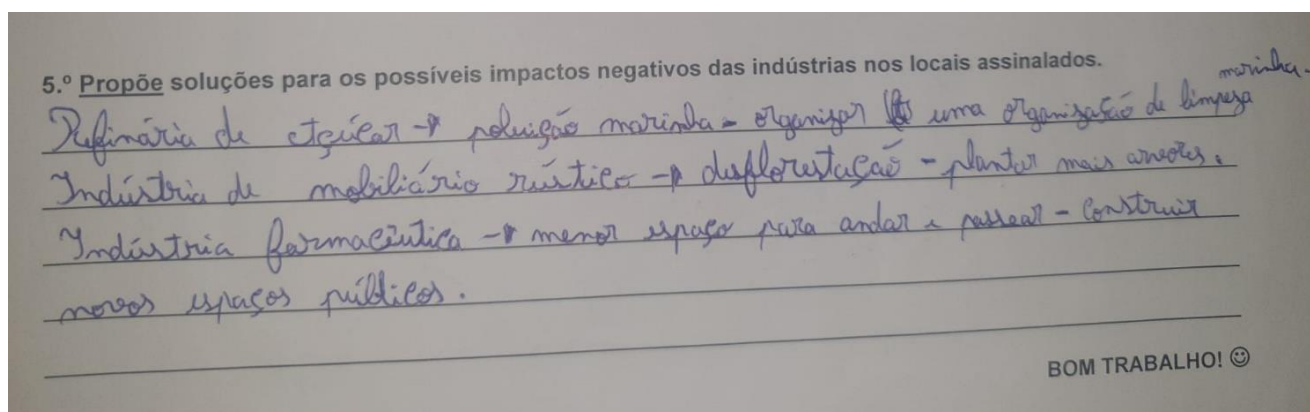 5.º Propõe soluções para os possíveis impactos negativos das indústrias nos locais assinalados.
Refinária de açúcar → poluição marinha - organizar uma organização de limpeza marinha.
Indústria de mobiliário rústico → desflorestação - plantar mais arvores.
Indústria farmacêutica → menor espaço para andar e passear - construir
novos espaços públicos.
BOM TRABALHO! ☺